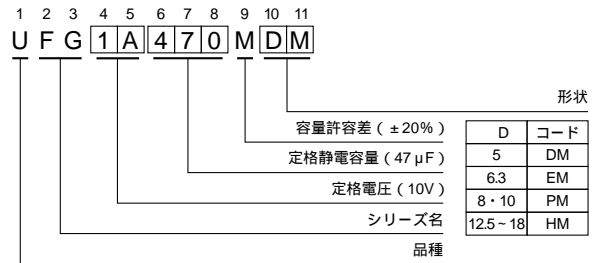 1 2 3 4 5 6 7 8 9 10 11
U F G 1 A 4 7 0 M D M
形状
容量許容差（±20%）
定格静電容量（47μF）
定格電圧（10V）
シリーズ名
品種
D コード
5 DM
6.3 EM
8・10 PM
12.5～18 HM